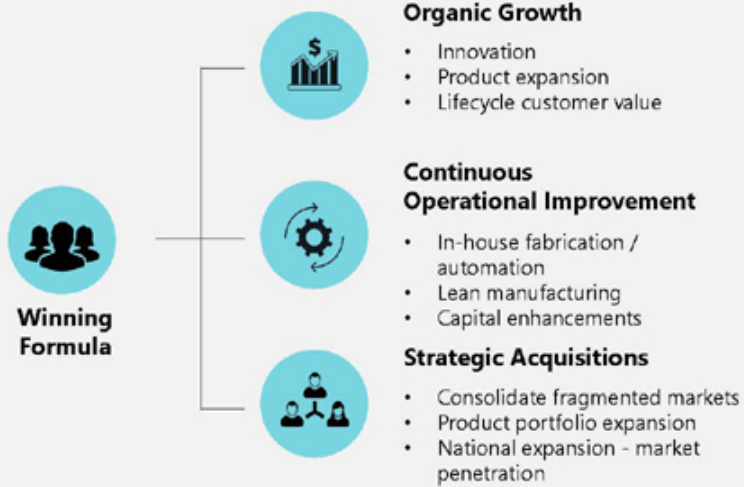 Winning
Formula
$
Organic Growth
• Innovation
• Product expansion
• Lifecycle customer value
Continuous
Operational Improvement
• In-house fabrication /
automation
• Lean manufacturing
• Capital enhancements
Strategic Acquisitions
• Consolidate fragmented markets
• Product portfolio expansion
• National expansion - market
penetration